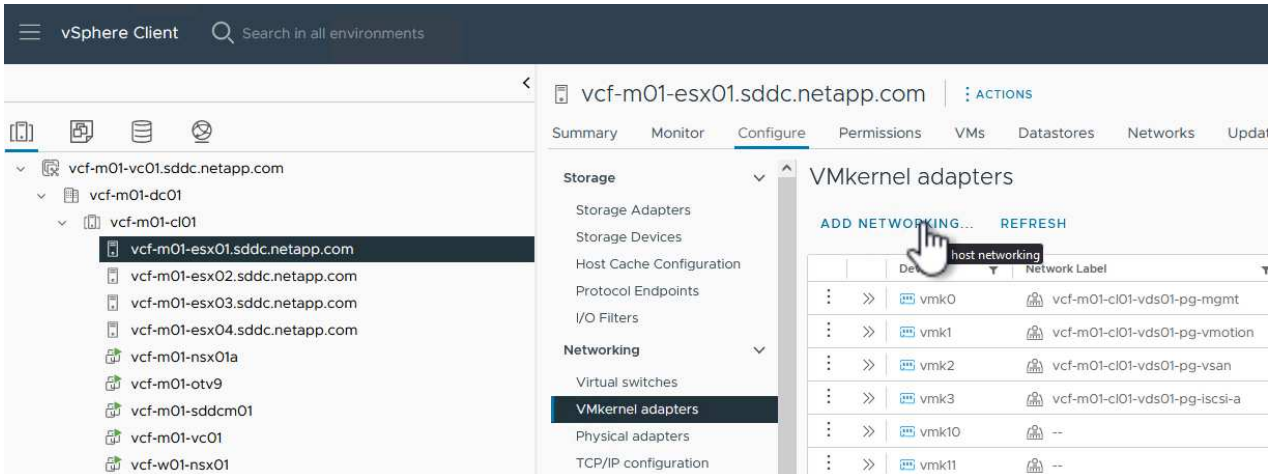 vSphere Client
Search in all environments
vcf-m01-vc01.sddc.netapp.com
vcf-m01-dc01
vcf-m01-cl01
vcf-m01-esx01.sddc.netapp.com
vcf-m01-esx02.sddc.netapp.com
vcf-m01-esx03.sddc.netapp.com
vcf-m01-esx04.sddc.netapp.com
vcf-m01-nsx01a
vcf-m01-otv9
vcf-m01-sddcm01
vcf-m01-vc01
vcf-w01-nsx01
vcf-m01-esx01.sddc.netapp.com
ACTIONS
Summary Monitor Configure Permissions VMs Datastores Networks Updat
Storage
Storage Adapters
Storage Devices
Host Cache Configuration
Protocol Endpoints
I/O Filters
Networking
Virtual switches
VMkernel adapters
Physical adapters
TCP/IP configuration
VMkernel adapters
ADD NETWORKING... REFRESH
host networking
Network Label
vmk0 vcf-m01-cl01-vds01-pg-mgmt
vmk1 vcf-m01-cl01-vds01-pg-vmotion
vmk2 vcf-m01-cl01-vds01-pg-vsan
vmk3 vcf-m01-cl01-vds01-pg-iscsi-a
vmk10 --
vmk11 --